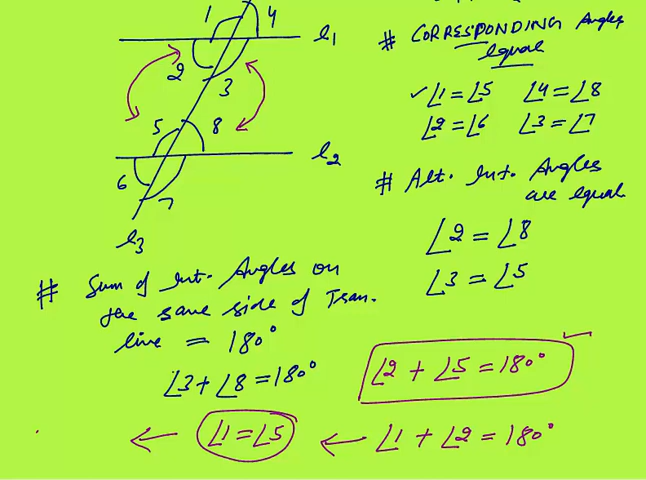 1
4
l1
2
3
5
8
l2
6
7
l3
# CORRESPONDING Angles
equal
✓∠1 = ∠5 ∠4 = ∠8
∠2 = ∠6 ∠3 = ∠7
# Alt. Int. Angles
are equal
∠2 = ∠8
∠3 = ∠5
# Sum of Int. Angles on
the same side of Tran.
line = 180°
∠3 + ∠8 = 180°
∠2 + ∠5 = 180°
← ∠1 = ∠5 ← ∠1 + ∠2 = 180°